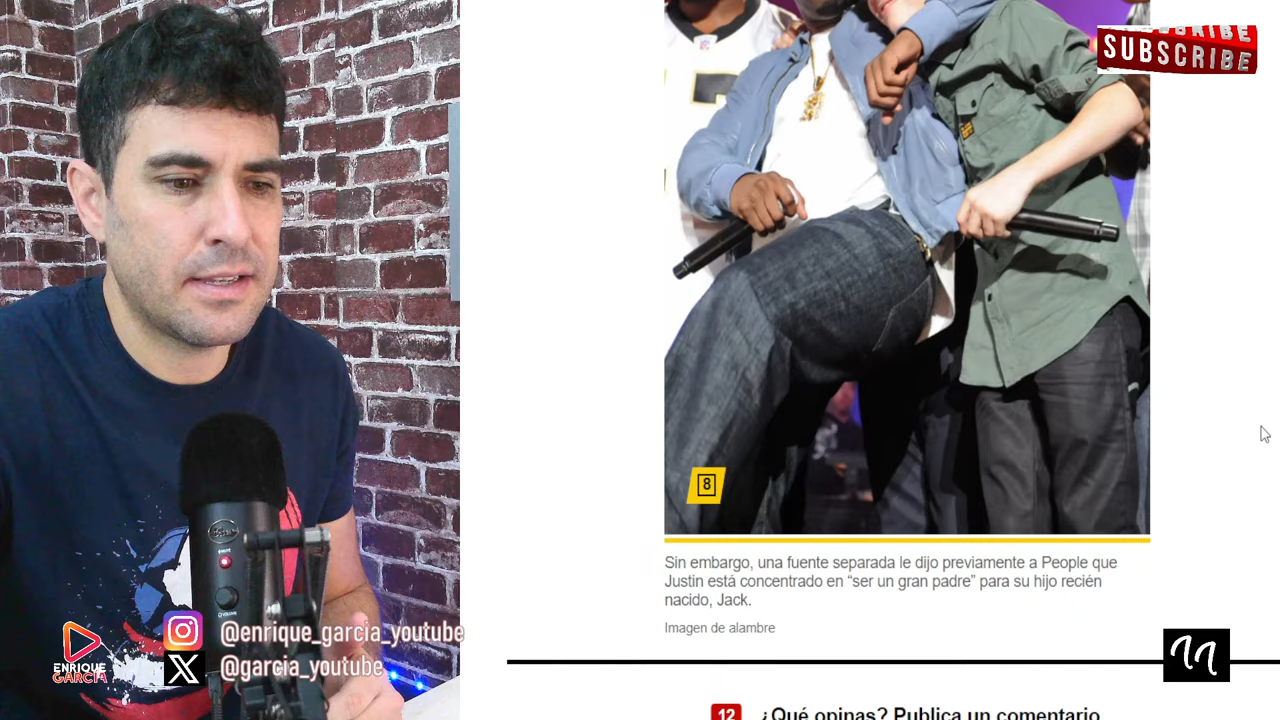 SUBSCRIBE
SUBSCRIBE
8
Sin embargo, una fuente separada le dijo previamente a People que
Justin está concentrado en “ser un gran padre” para su hijo recién
nacido, Jack.
Imagen de alambre
@enrique_garcia_youtube
@garcia_youtube
ENRIQUE
GARCIA
12 ¿Qué opinas? Publica un comentario